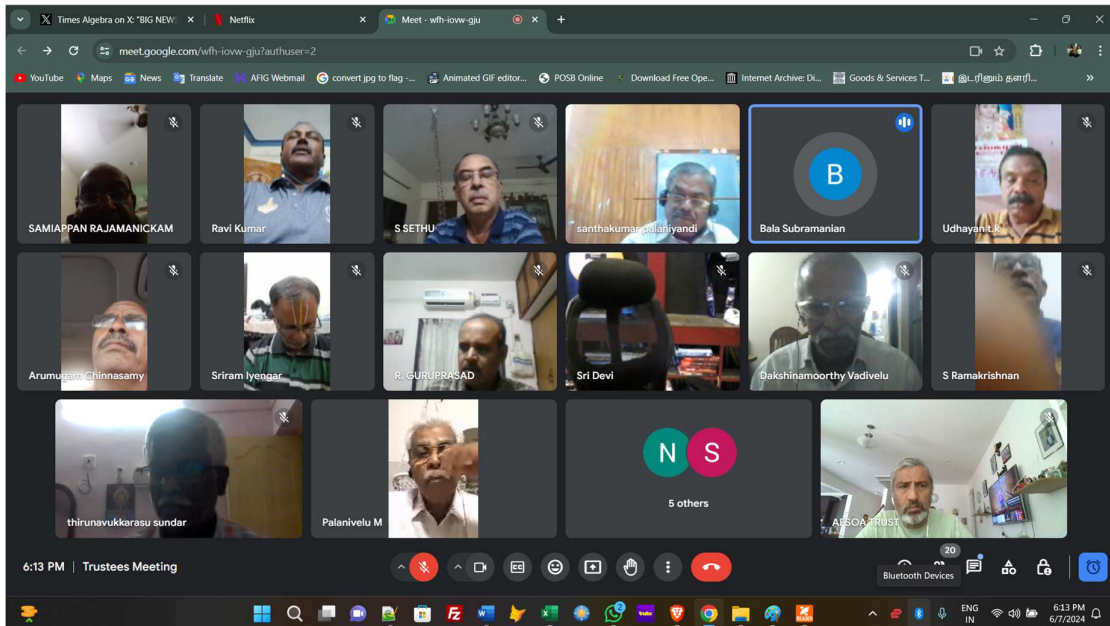 Times Algebra on X: "BIG NEWS
Netflix
Meet - wfh-iovw-gju
meet.google.com/wfh-iovw-gju?authuser=2
YouTube
Maps
News
Translate
AFIG Webmail
convert jpg to flag -...
Animated GIF editor...
POSB Online
Download Free Ope...
Internet Archive: Di...
Goods & Services T...
இடரினும் தளரி...
SAMIAPPAN RAJAMANICKAM
Ravi Kumar
S SETHU
santhakumar palaniyandi
B
Bala Subramanian
Udhayan t.k
Arumugam Chinnasamy
Sriram Iyengar
R. GURUPRASAD
Sri Devi
Dakshinamoorthy Vadivelu
S Ramakrishnan
thirunavukkarasu sundar
Palanivelu M
N S
5 others
AFSOA TRUST
6:13 PM | Trustees Meeting
CC
20
Bluetooth Devices
2
ENG
IN
6:13 PM
6/7/2024